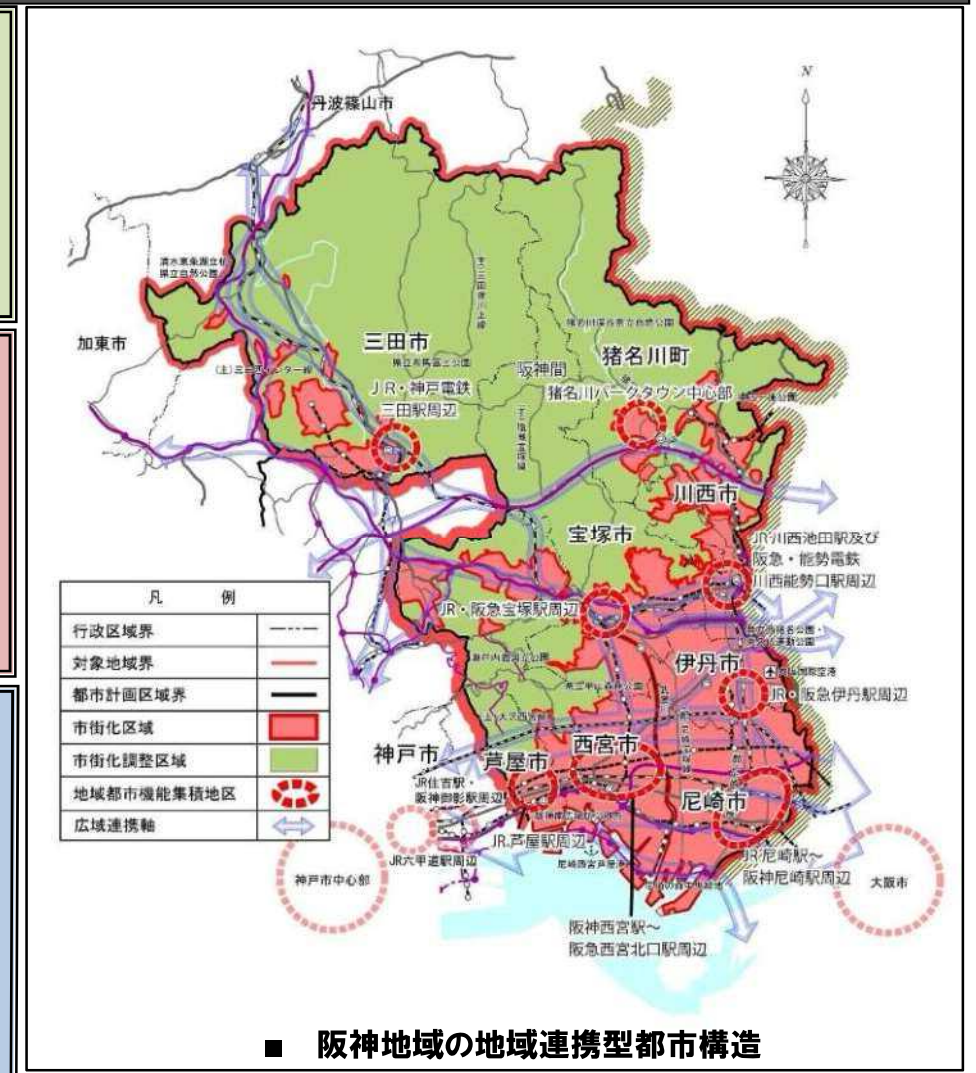 N
丹波篠山市
加東市
三田市
猪名川町
阪神間
JR・神戸電鉄
三田駅周辺
猪名川パークタウン中心部
川西市
宝塚市
JR川西池田駅及び
阪急・能勢電鉄
川西能勢口駅周辺
JR・阪急宝塚駅周辺
伊丹市
JR・阪急伊丹駅周辺
凡 例
行政区域界
対象地域界
都市計画区域界
市街化区域
市街化調整区域
地域都市機能集積地区
広域連携軸
神戸市
芦屋市
西宮市
尼崎市
JR住吉駅・
阪神御影駅周辺
JR芦屋駅周辺
JR六甲道駅周辺
神戸市中心部
JR尼崎駅～
阪神尼崎駅周辺
大阪市
阪神西宮駅～
阪急西宮北口駅周辺
■ 阪神地域の地域連携型都市構造